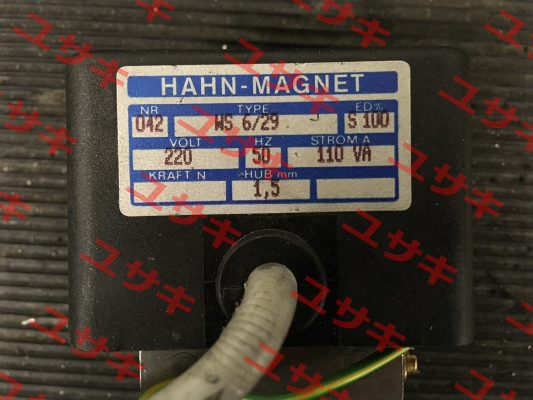 HAHN-MAGNET
NR TYPE ED%
042 WS 6/29 S 100
VOLT HZ STROM A
220 50 110 VA
KRAFT N HUB mm
1,5
ユサキ